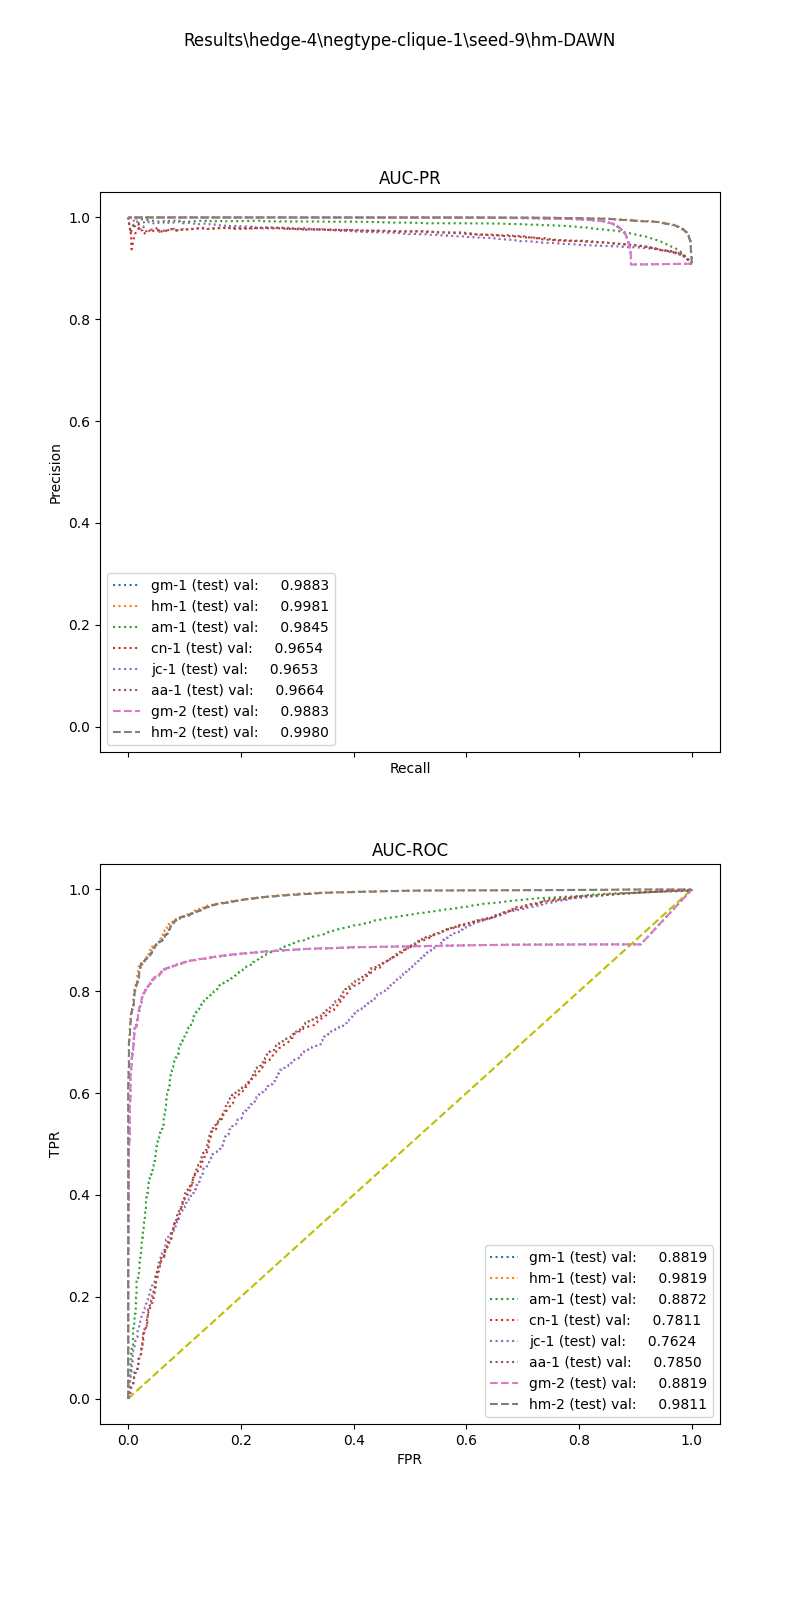 Results\hedge-4\negtype-clique-1\seed-9\hm-DAWN
AUC-PR
1.0
0.8
0.6
0.4
0.2
0.0
Precision
gm-1 (test) val: 0.9883
hm-1 (test) val: 0.9981
am-1 (test) val: 0.9845
cn-1 (test) val: 0.9654
jc-1 (test) val: 0.9653
aa-1 (test) val: 0.9664
gm-2 (test) val: 0.9883
hm-2 (test) val: 0.9980
Recall
AUC-ROC
1.0
0.8
0.6
0.4
0.2
0.0
TPR
gm-1 (test) val: 0.8819
hm-1 (test) val: 0.9819
am-1 (test) val: 0.8872
cn-1 (test) val: 0.7811
jc-1 (test) val: 0.7624
aa-1 (test) val: 0.7850
gm-2 (test) val: 0.8819
hm-2 (test) val: 0.9811
0.0 0.2 0.4 0.6 0.8 1.0
FPR